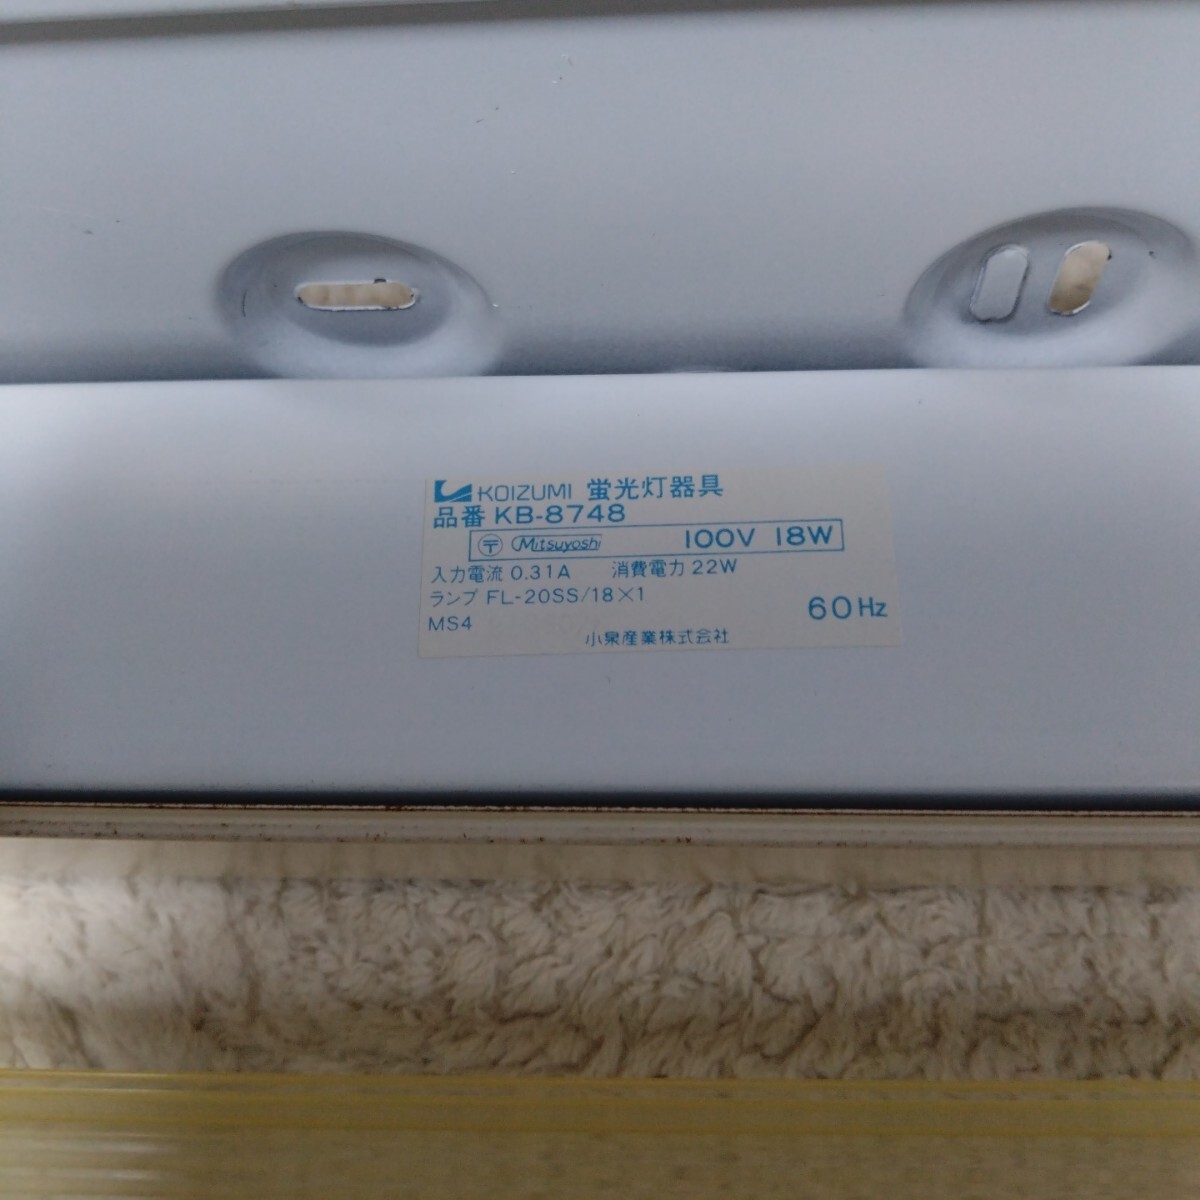 KOIZUMI 蛍光灯器具
品番 KB-8748
〒 Mitsuyoshi 100V 18W
入力電流 0.31A 消費電力 22W
ランプ FL-20SS/18×1
MS4
60Hz
小泉産業株式会社